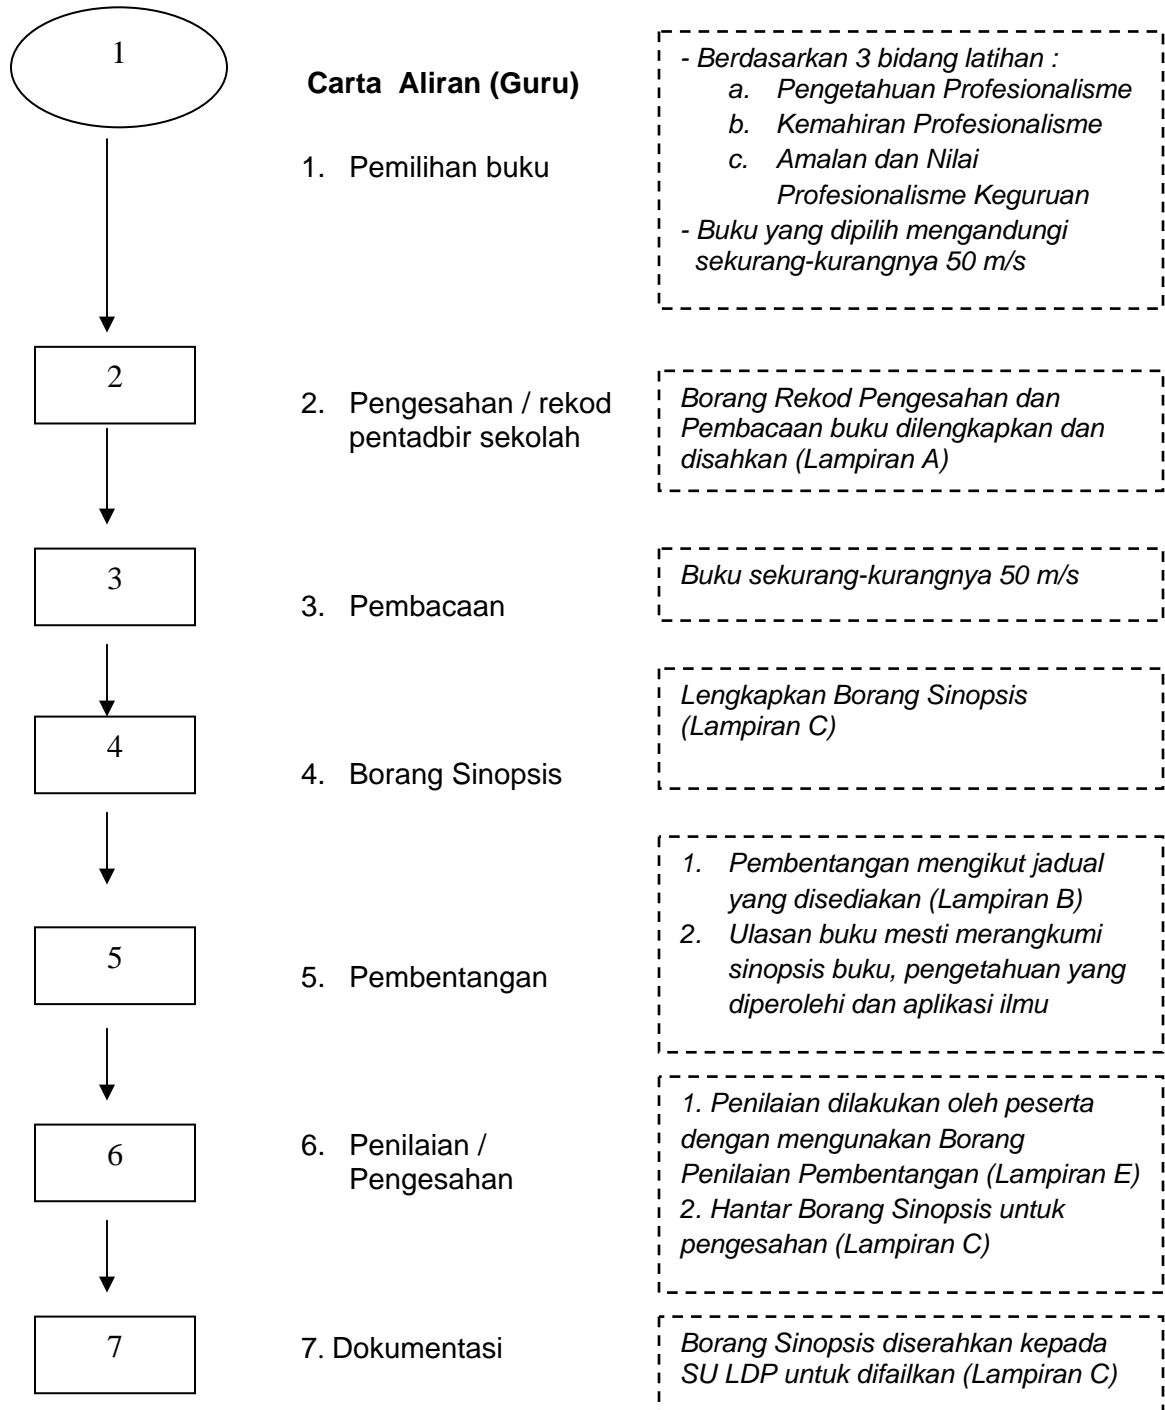 1
Carta Aliran (Guru)
1. Pemilihan buku
- Berdasarkan 3 bidang latihan :
a. Pengetahuan Profesionalisme
b. Kemahiran Profesionalisme
c. Amalan dan Nilai
Profesionalisme Keguruan
- Buku yang dipilih mengandungi
sekurang-kurangnya 50 m/s
2
2. Pengesahan / rekod
pentadbir sekolah
Borang Rekod Pengesahan dan
Pembacaan buku dilengkapkan dan
disahkan (Lampiran A)
3
3. Pembacaan
Buku sekurang-kurangnya 50 m/s
4
4. Borang Sinopsis
Lengkapkan Borang Sinopsis
(Lampiran C)
5
5. Pembentangan
1. Pembentangan mengikut jadual
yang disediakan (Lampiran B)
2. Ulasan buku mesti merangkumi
sinopsis buku, pengetahuan yang
diperolehi dan aplikasi ilmu
6
6. Penilaian /
Pengesahan
1. Penilaian dilakukan oleh peserta
dengan mengunakan Borang
Penilaian Pembentangan (Lampiran E)
2. Hantar Borang Sinopsis untuk
pengesahan (Lampiran C)
7
7. Dokumentasi
Borang Sinopsis diserahkan kepada
SU LDP untuk difailkan (Lampiran C)